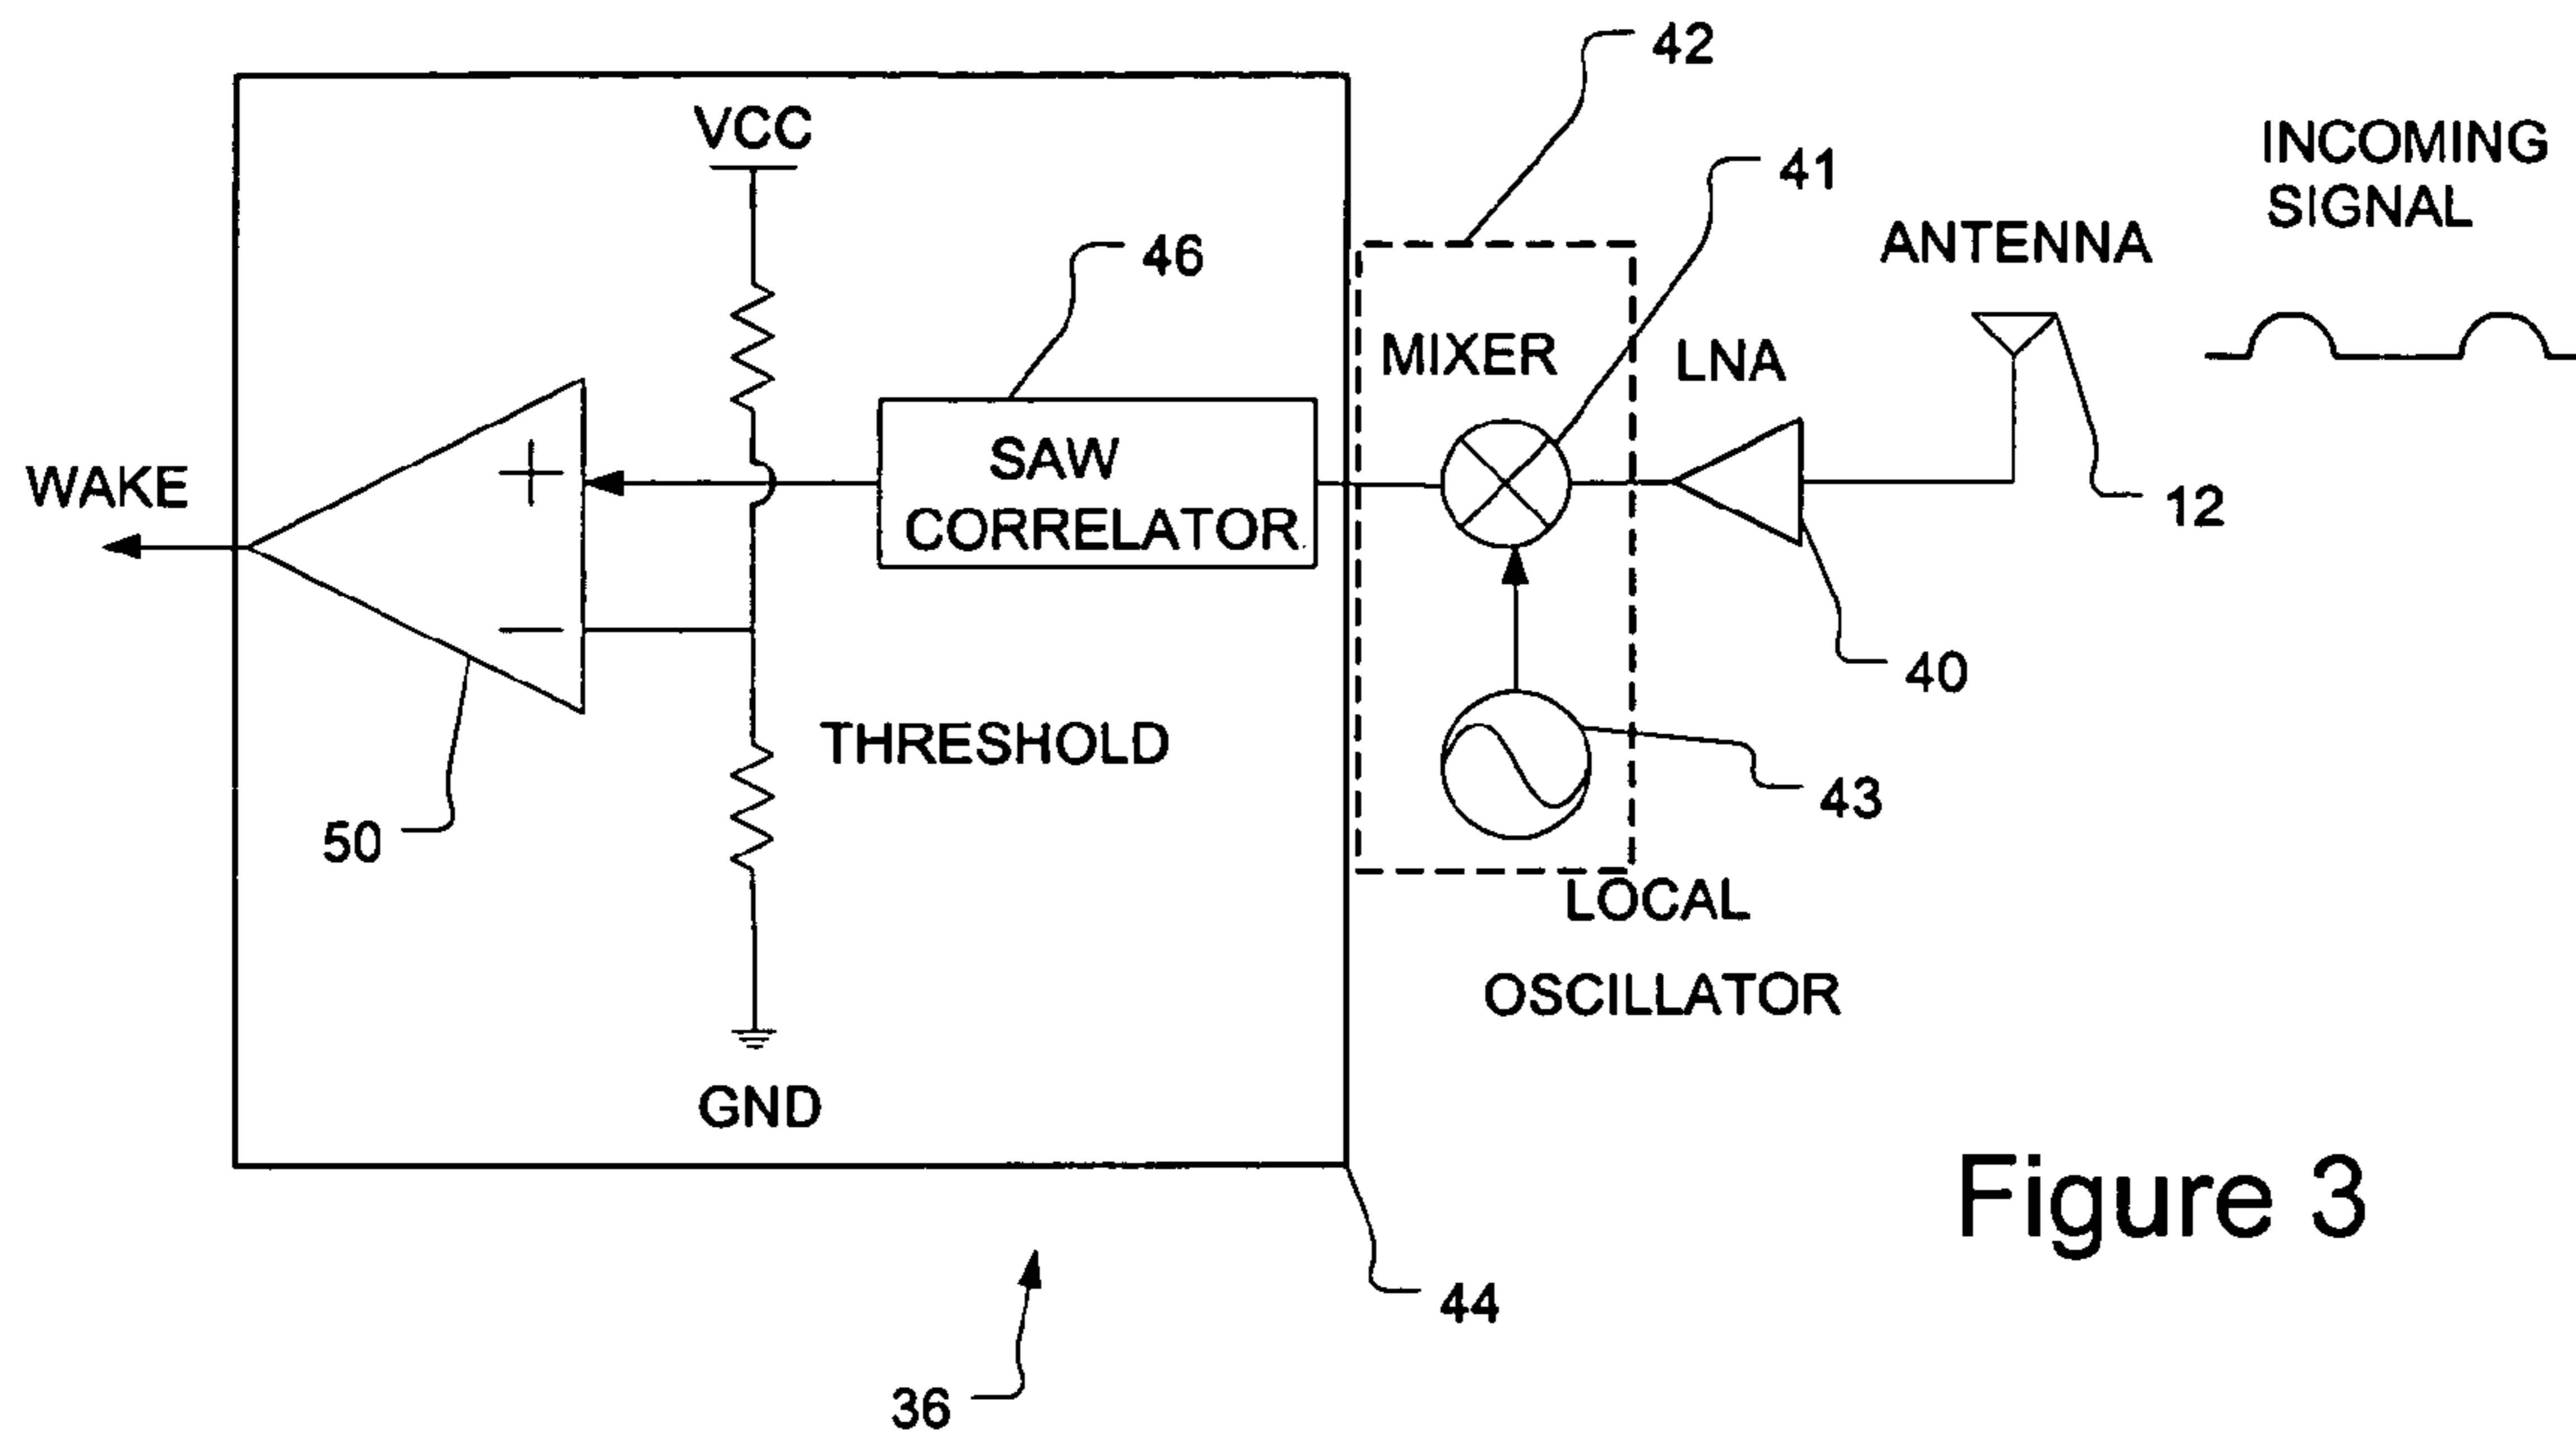 42
VCC
41
INCOMING
SIGNAL
ANTENNA
46
MIXER
LNA
SAW
CORRELATOR
+
WAKE
12
−
40
THRESHOLD
43
50
LOCAL
OSCILLATOR
GND
Figure 3
44
36